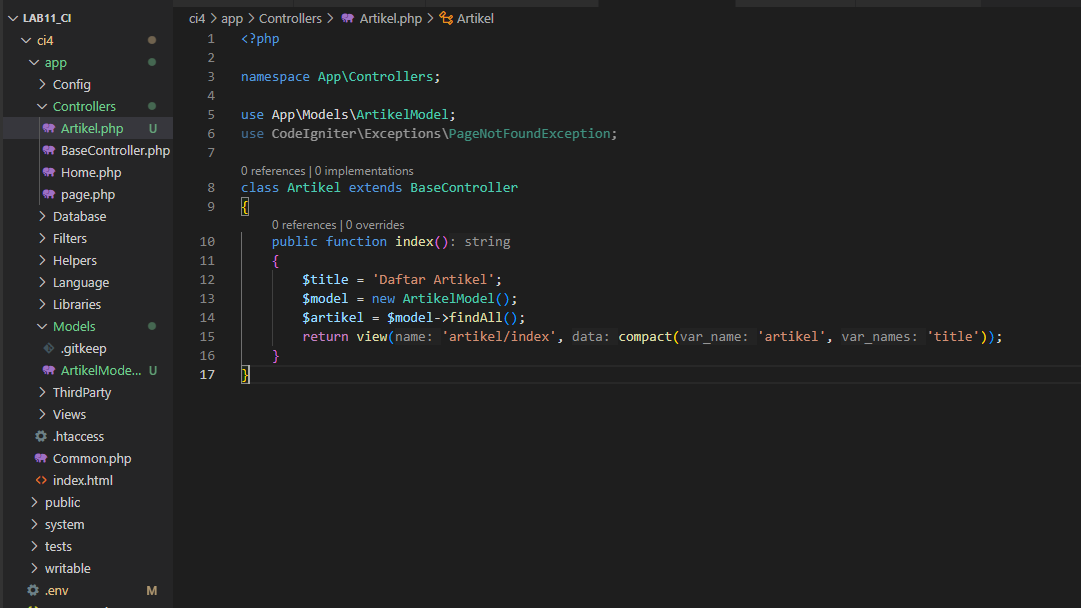 LAB11_CI
ci4
app
Config
Controllers
Artikel.php U
BaseController.php
Home.php
page.php
Database
Filters
Helpers
Language
Libraries
Models
.gitkeep
ArtikelMode... U
ThirdParty
Views
.htaccess
Common.php
index.html
public
system
tests
writable
.env M
ci4 > app > Controllers > Artikel.php > Artikel
1 <?php
2
3 namespace App\Controllers;
4
5 use App\Models\ArtikelModel;
6 use CodeIgniter\Exceptions\PageNotFoundException;
7
0 references | 0 implementations
8 class Artikel extends BaseController
9 {
0 references | 0 overrides
10 public function index(): string
11 {
12 $title = 'Daftar Artikel';
13 $model = new ArtikelModel();
14 $artikel = $model->findAll();
15 return view(name: 'artikel/index', data: compact(var_name: 'artikel', var_names: 'title'));
16 }
17 }